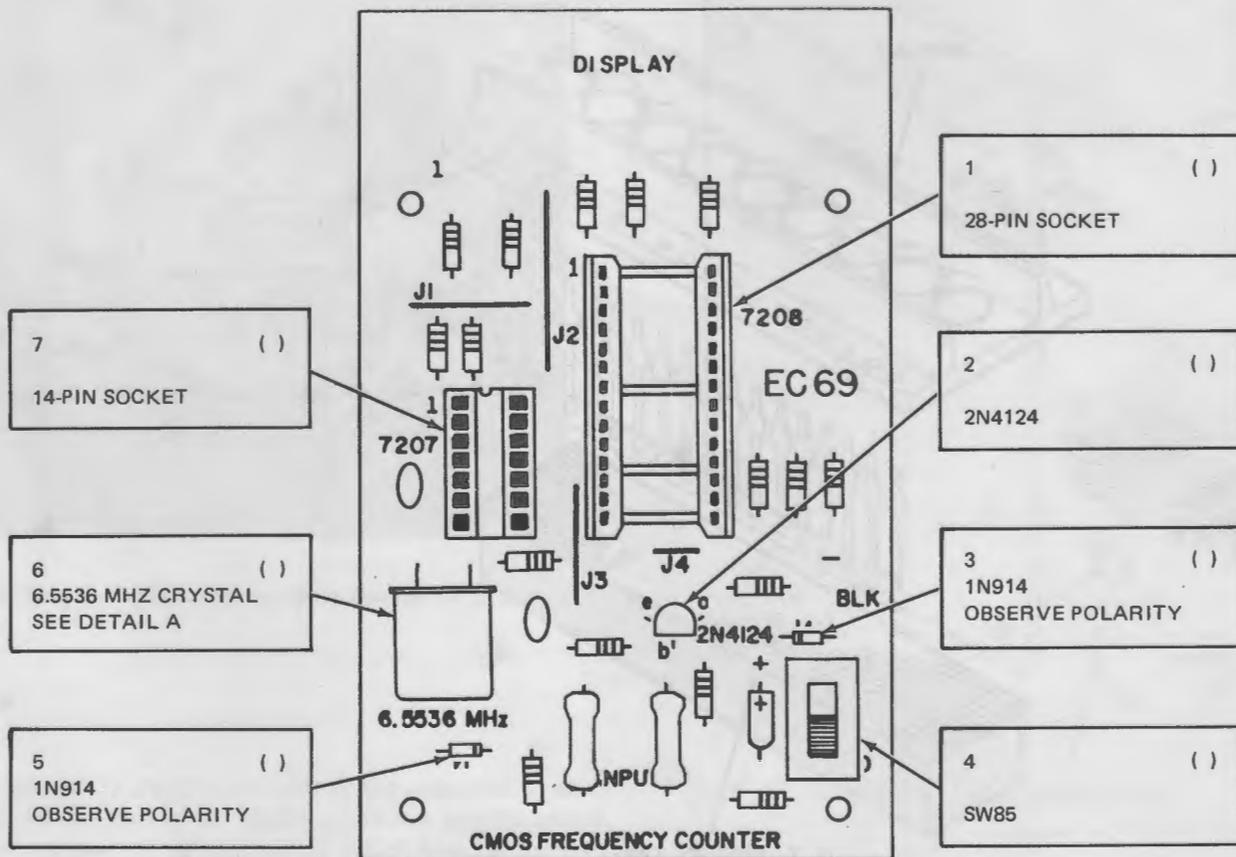 DISPLAY
1
1 ( )
28-PIN SOCKET
J1
1
J2
7208
7 ( )
14-PIN SOCKET
2 ( )
2N4124
EC69
1
7207
6 ( )
6.5536 MHZ CRYSTAL
SEE DETAIL A
J3
J4
–
3 ( )
1N914
OBSERVE POLARITY
BLK
e
c
2N4124
b'
+
+
6.5536 MHz
5 ( )
1N914
OBSERVE POLARITY
NPU
4 ( )
SW85
CMOS FREQUENCY COUNTER